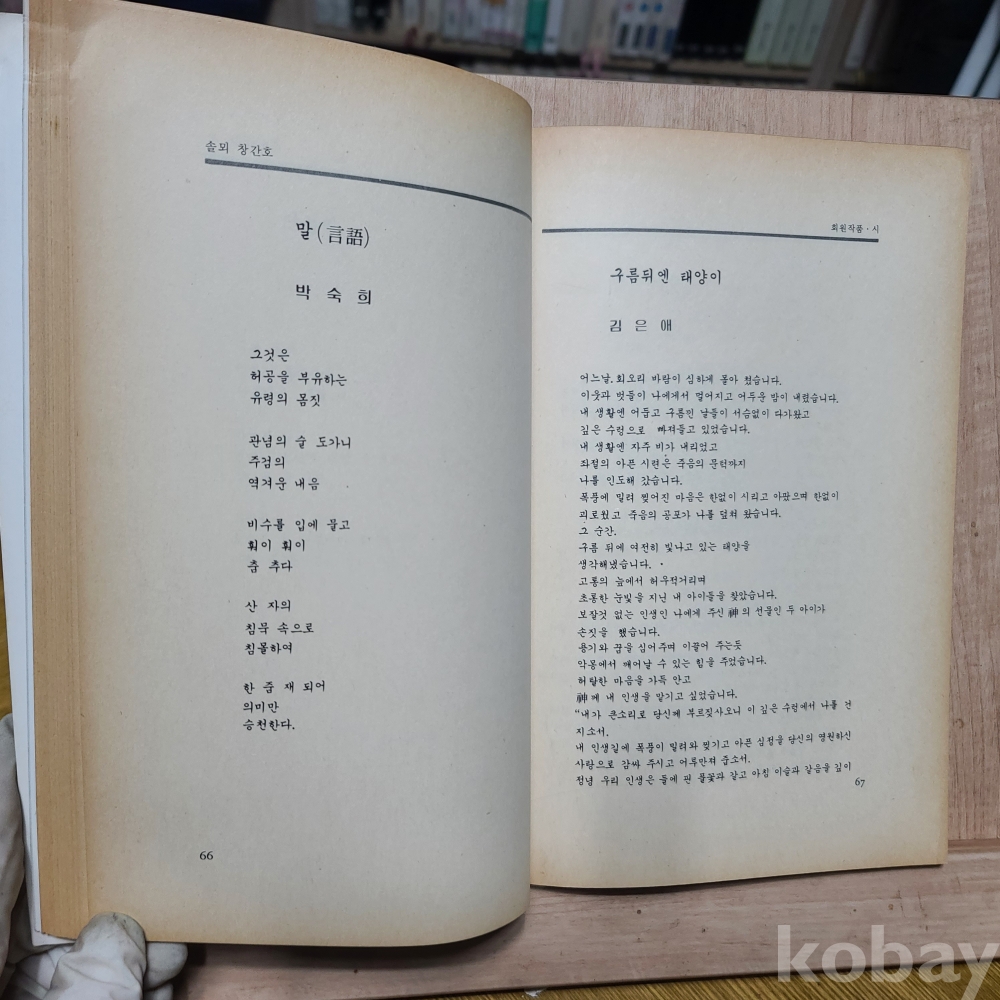 솔뫼 창간호
말(言語)
박 숙 희
그것은
허공을 부유하는
유령의 몸짓
관념의 술 도가니
주검의
역겨운 내음
비수를 입에 물고
훠이 훠이
춤 추다
산 자의
침묵 속으로
침몰하여
한 줌 재 되어
의미만
승천한다.
66
회원작품·시
구름뒤엔 태양이
김 은 애
어느날, 회오리 바람이 심하게 몰아 쳤습니다.
이웃과 벗들이 나에게서 멀어지고 어두운 밤이 내렸습니다.
내 생활엔 어둡고 구름낀 날들이 서슴없이 다가왔고
깊은 수렁으로 빠져들고 있었습니다.
내 생활엔 자주 비가 내리었고
좌절의 아픈 시련은 죽음의 문턱까지
나를 인도해 갔습니다.
폭풍에 밀려 찢어진 마음은 한없이 시리고 아팠으며 한없이
괴로웠고 죽음의 공포가 나를 덮쳐 왔습니다.
그 순간,
구름 뒤에 여전히 빛나고 있는 태양을
생각해냈습니다.
고통의 늪에서 허우적거리며
초롱한 눈빛을 지닌 내 아이들을 찾았습니다.
보잘것 없는 인생인 나에게 주신 神의 선물인 두 아이가
손짓을 했습니다.
용기와 꿈을 심어주며 이끌어 주는듯
악몽에서 깨어날 수 있는 힘을 주었습니다.
허탈한 마음을 가득 안고
神께 내 인생을 맡기고 싶었습니다.
“내가 큰소리로 당신께 부르짖사오니 이 깊은 수렁에서 나를 건
지소서.
내 인생길에 폭풍이 밀려와 찢기고 아픈 심정을 당신의 영원하신
사랑으로 감싸 주시고 어루만져 줍소서.
정녕 우리 인생은 들에 핀 풀꽃과 같고 아침 이슬과 같음을 깊이
67
kobay